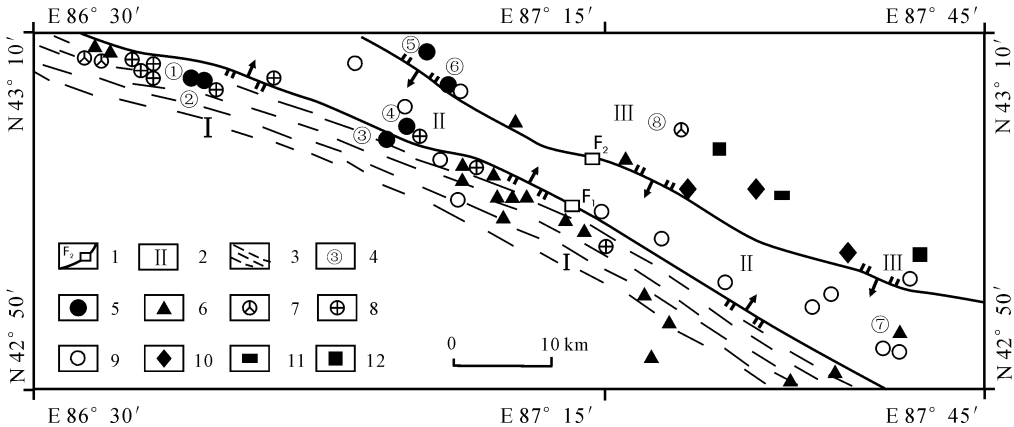 E 86° 30′ E 87° 15′ E 87° 45′
N 43° 10′
N 43° 10′
⑤
⑥
①
②
④
Ⅱ
Ⅲ
⑧
Ⅰ
③
F₂
F₁
Ⅰ
Ⅱ
Ⅲ
⑦
F₂ 1 Ⅱ 2 3 ③ 4
5 6 7 8
9 10 11 12
0 10 km
N 42° 50′
N 42° 50′
E 86° 30′ E 87° 15′ E 87° 45′